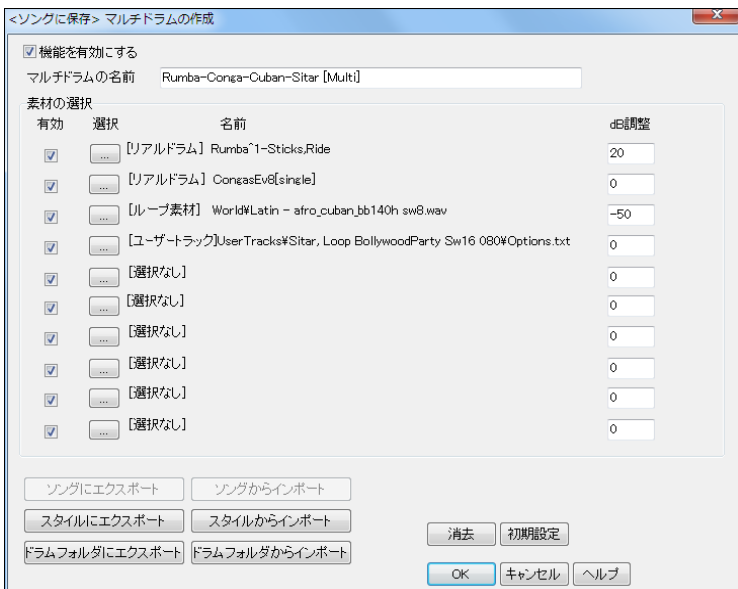 <ソングに保存> マルチドラムの作成
機能を有効にする
マルチドラムの名前 Rumba-Conga-Cuban-Sitar [Multi]
素材の選択
有効 選択 名前 dB調整
... [リアルドラム] Rumba^1-Sticks,Ride 20
... [リアルドラム] CongasEv8[single] 0
... [ループ素材] World¥Latin - afro_cuban_bb140h sw8.wav -50
... [ユーザートラック]UserTracks¥Sitar, Loop BollywoodParty Sw16 080¥Options.txt 0
... [選択なし] 0
... [選択なし] 0
... [選択なし] 0
... [選択なし] 0
... [選択なし] 0
... [選択なし] 0
ソングにエクスポート ソングからインポート
スタイルにエクスポート スタイルからインポート
ドラムフォルダにエクスポート ドラムフォルダからインポート
消去 初期設定
OK キャンセル ヘルプ